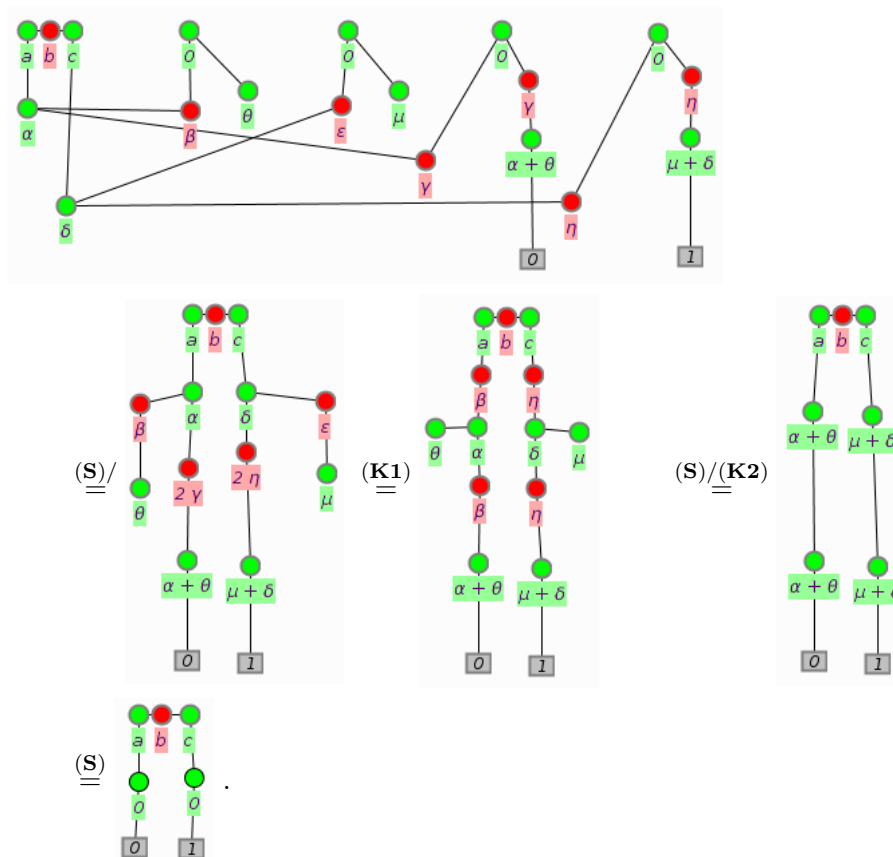 a b c 0 0 0 0
θ μ γ η
α β ε α + θ μ + δ
γ
δ η
0 1
(S)/
=
a b c
β α δ ε
θ 2 γ 2 η μ
α + θ μ + δ
0 1
(K1)
=
a b c
β η
θ α δ μ
β η
α + θ μ + δ
0 1
(S)/(K2)
=
a b c
α + θ μ + δ
α + θ μ + δ
0 1
(S)
=
a b c
0 0
0 1
.